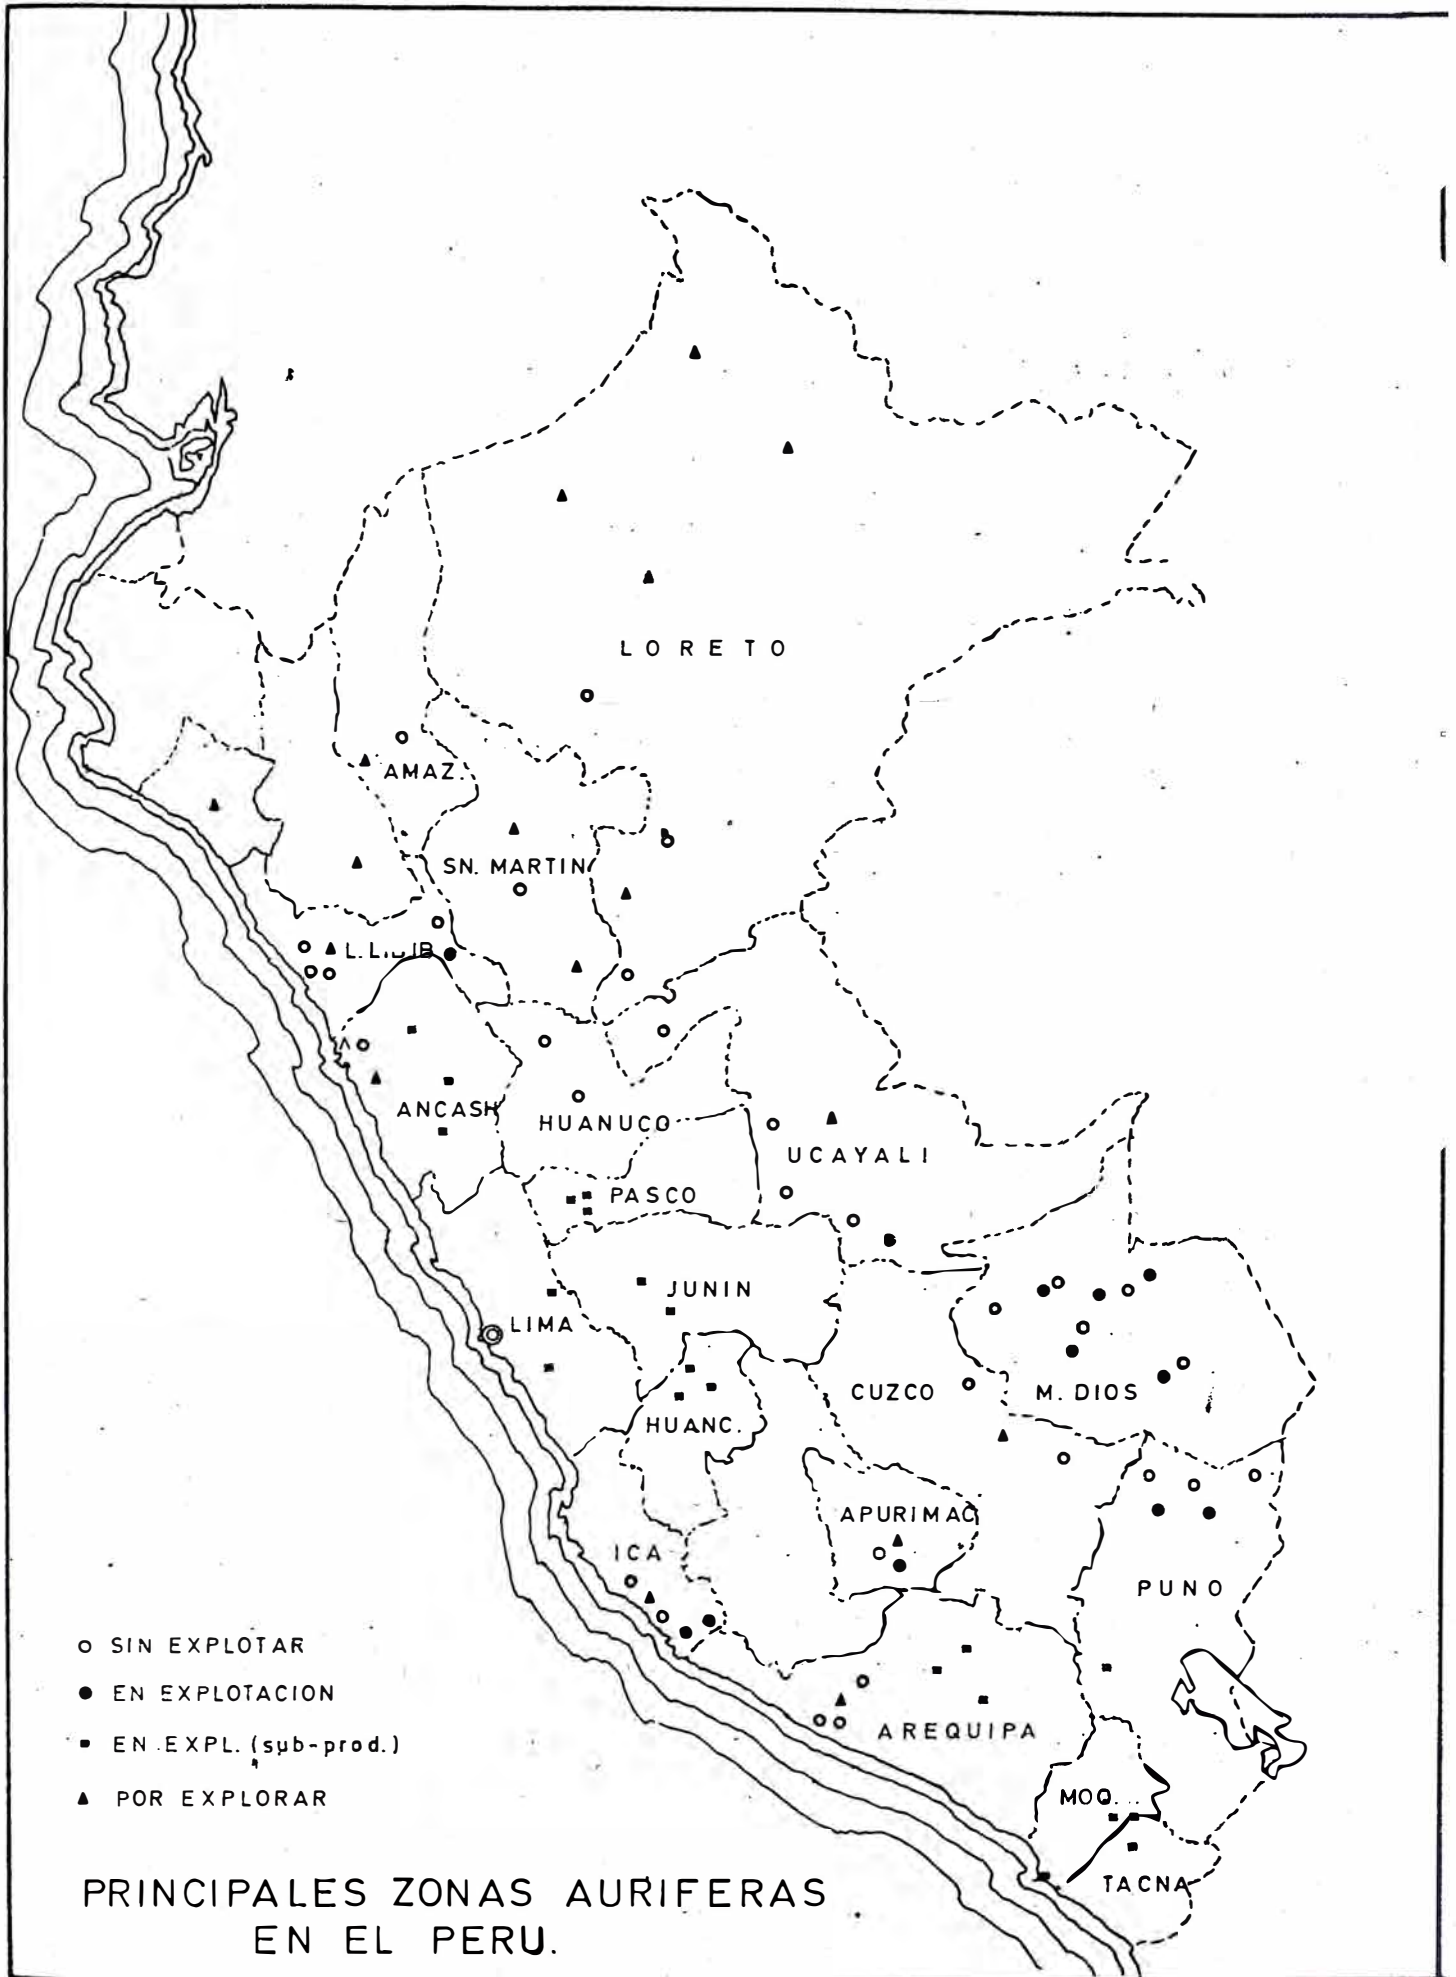 LORETO
AMAZ.
SN. MARTIN
ANCASH
HUANUCO
UCAYALI
PASCO
JUNIN
LIMA
CUZCO
M. DIOS
HUANC.
APURIMAC
ICA
PUNO
SIN EXPLOTAR
EN EXPLOTACION
EN EXPL. (sub-prod.)
POR EXPLORAR
AREQUIPA
MOQ...
TACNA
PRINCIPALES ZONAS AURIFERAS
EN EL PERU.